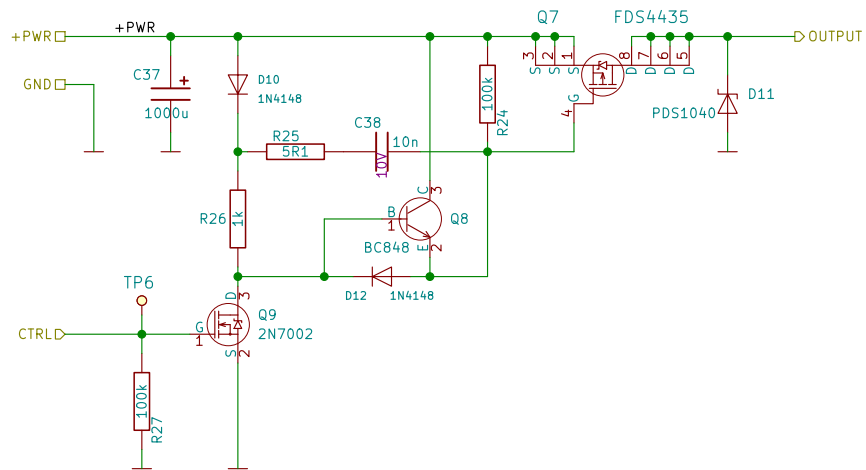 Q7 FDS4435
+PWR +PWR OUTPUT
3 2 1 8 7 6 5
S S S D D D D
C37 + D10 D11
GND 1N4148 100k G PDS1040
1000u R24 4
R25 C38 10n
5R1 10V
R26 1k
C 3
B 1 Q8
BC848 E 2
TP6 D12 1N4148
D 3 Q9
CTRL G 1 2N7002
S 2
100k
R27